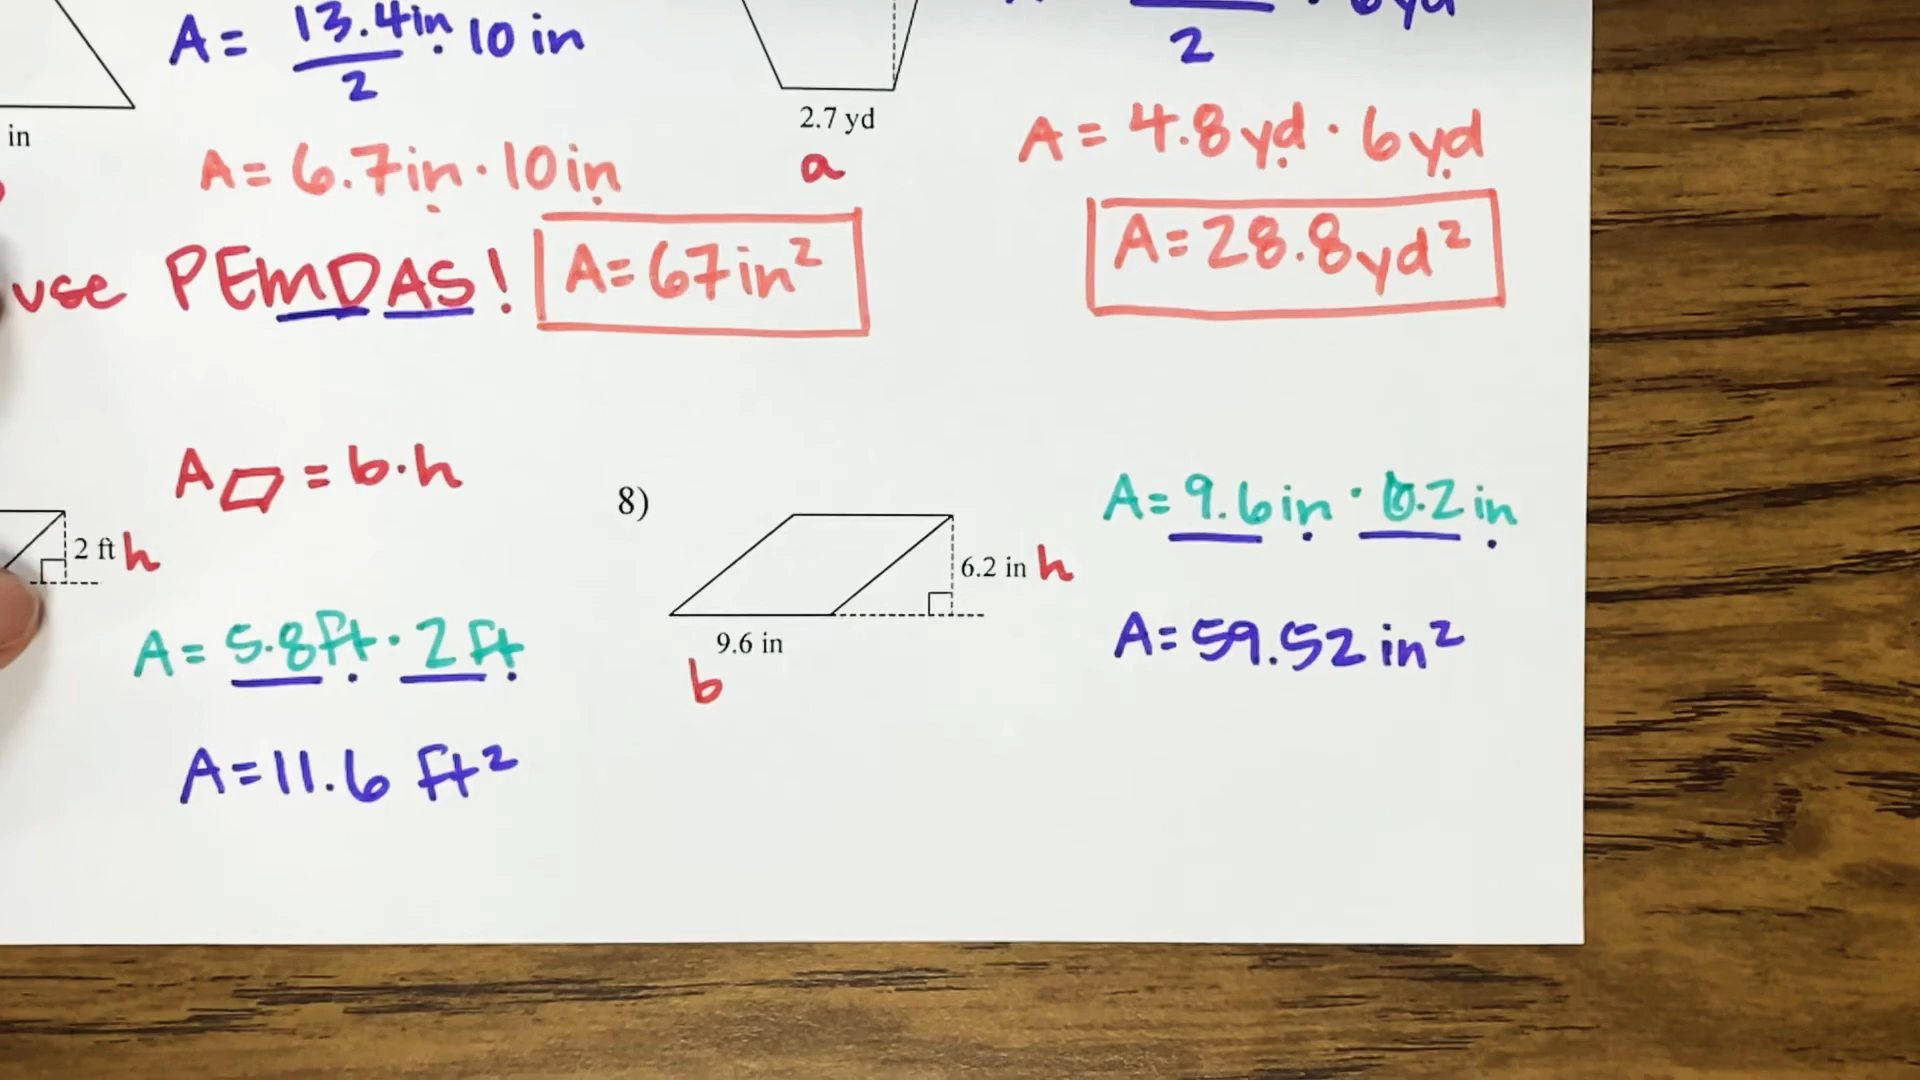 A = 13.4in/2 · 10 in
in
A = 6.7in · 10in
use PEMDAS!
A = 67in²
2.7 yd
a
2
A = 4.8yd · 6yd
A = 28.8yd²
A▱ = b·h
2 ft h
A = 5.8ft · 2ft
A = 11.6 ft²
8)
6.2 in h
9.6 in
b
A = 9.6in · 6.2in
A = 59.52 in²